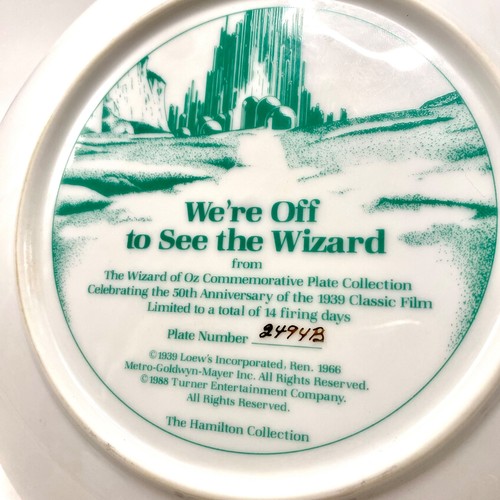 We're Off
to See the Wizard
from
The Wizard of Oz Commemorative Plate Collection
Celebrating the 50th Anniversary of the 1939 Classic Film
Limited to a total of 14 firing days
Plate Number 2494B
©1939 Loew's Incorporated, Ren. 1966
Metro-Goldwyn-Mayer Inc. All Rights Reserved.
©1988 Turner Entertainment Company.
All Rights Reserved.
The Hamilton Collection